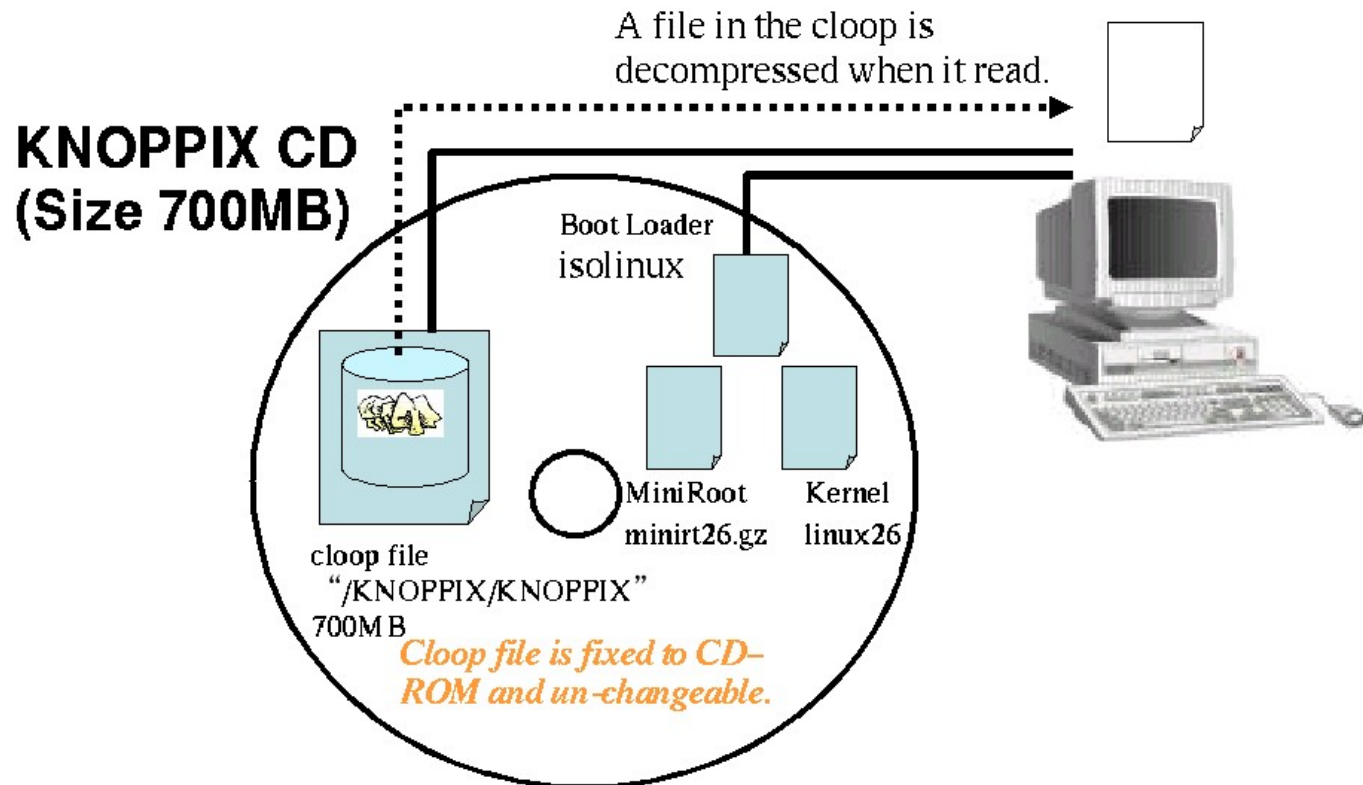 A file in the cloop is
decompressed when it read.
KNOPPIX CD
(Size 700MB)
Boot Loader
isolinux
MiniRoot
minirt26.gz
Kernel
linux26
cloop file
“/KNOPPIX/KNOPPIX”
700MB
Cloop file is fixed to CD–
ROM and un-changeable.